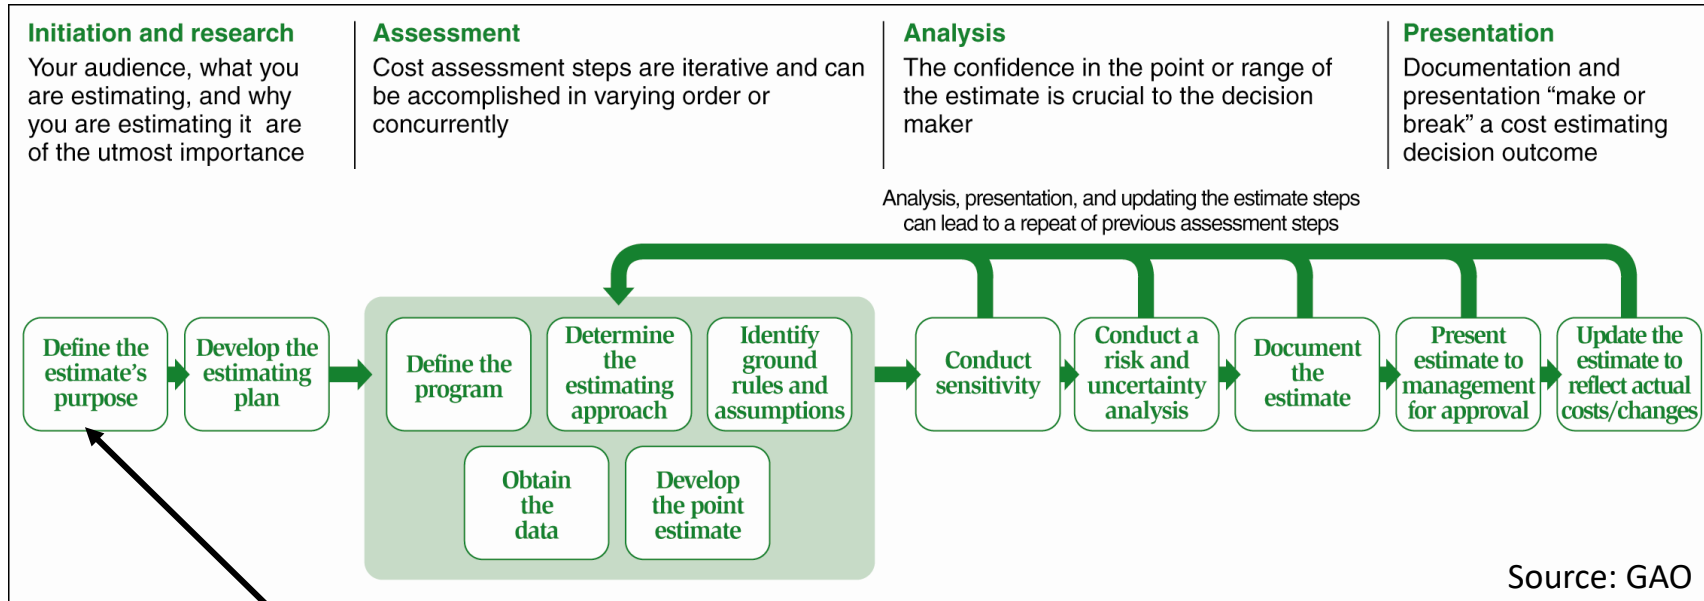 Initiation and research
Your audience, what you
are estimating, and why
you are estimating it are
of the utmost importance
Assessment
Cost assessment steps are iterative and can
be accomplished in varying order or
concurrently
Analysis
The confidence in the point or range of
the estimate is crucial to the decision
maker
Presentation
Documentation and
presentation “make or
break” a cost estimating
decision outcome
Analysis, presentation, and updating the estimate steps
can lead to a repeat of previous assessment steps
Define the
estimate’s
purpose
Develop the
estimating
plan
Define the
program
Determine
the
estimating
approach
Identify
ground
rules and
assumptions
Obtain
the
data
Develop
the point
estimate
Conduct
sensitivity
Conduct a
risk and
uncertainty
analysis
Document
the
estimate
Present
estimate to
management
for approval
Update the
estimate to
reflect actual
costs/changes
Source: GAO